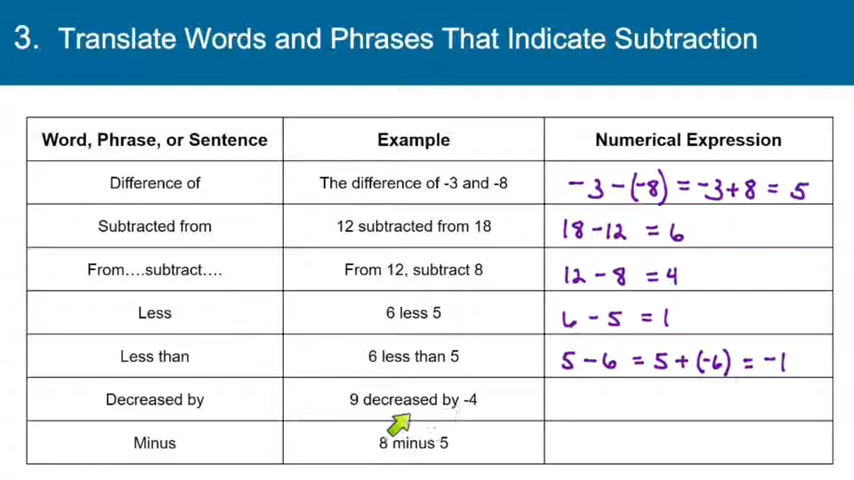 3. Translate Words and Phrases That Indicate Subtraction
Word, Phrase, or Sentence Example Numerical Expression
Difference of The difference of -3 and -8 -3-(-8) = -3+8 = 5
Subtracted from 12 subtracted from 18 18-12 = 6
From....subtract.... From 12, subtract 8 12-8 = 4
Less 6 less 5 6-5 = 1
Less than 6 less than 5 5-6 = 5+(-6) = -1
Decreased by 9 decreased by -4
Minus 8 minus 5